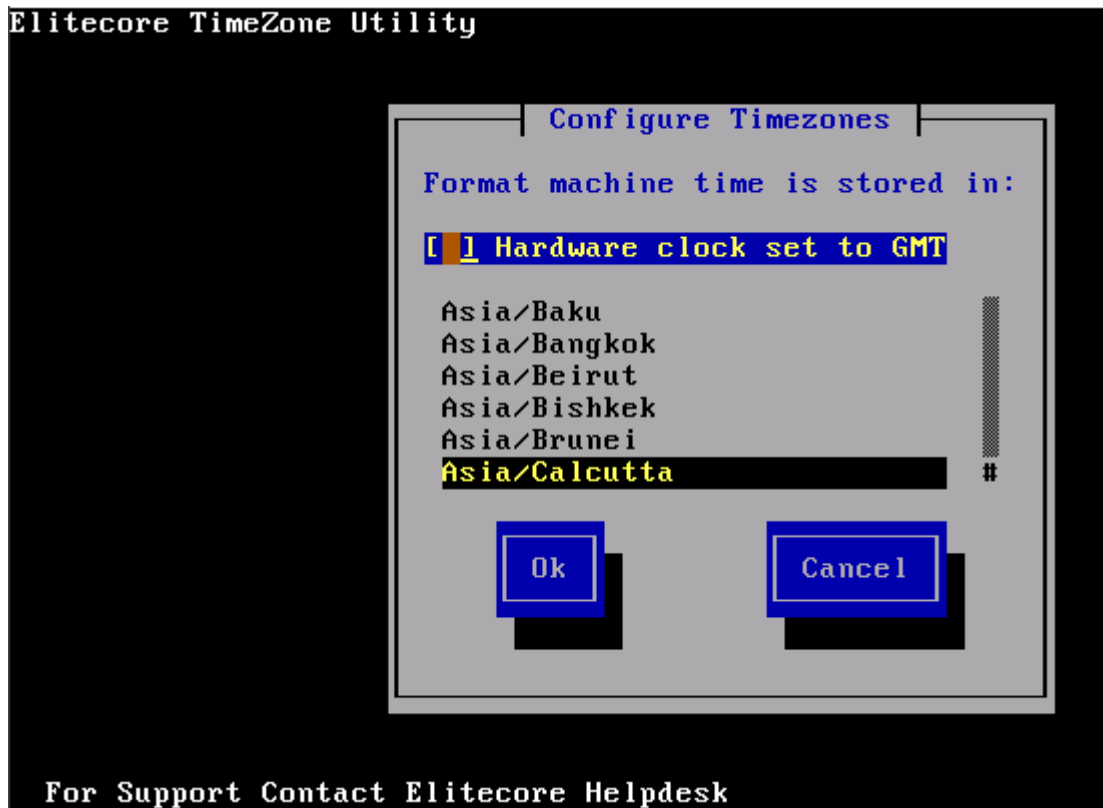 Elitecore TimeZone Utility
Configure Timezones
Format machine time is stored in:
[ ] Hardware clock set to GMT
Asia/Baku
Asia/Bangkok
Asia/Beirut
Asia/Bishkek
Asia/Brunei
Asia/Calcutta #
Ok Cancel
For Support Contact Elitecore Helpdesk